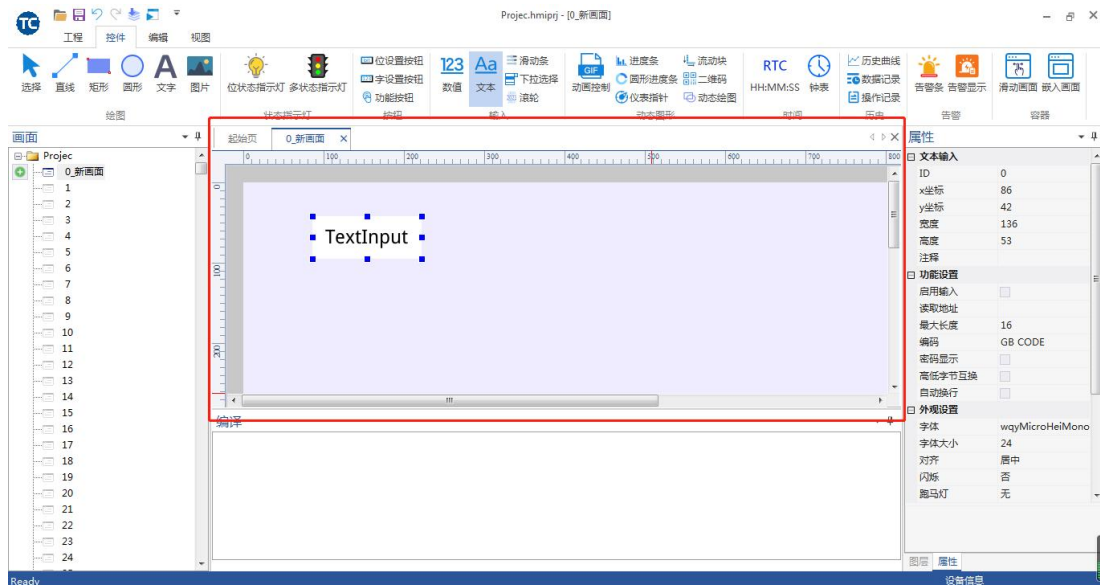 TC
Projec.hmiprj - [0_新画面]
工程 控件 编辑 视图
选择 直线 矩形 圆形 文字 图片
位状态指示灯 多状态指示灯
位设置按钮
字设置按钮
功能按钮
123 Aa
数值 文本
滑动条
下拉选择
滚轮
GIF
动画控制
进度条 流动块
圆形进度条 二维码
仪表指针 动态绘图
RTC
HH:MM:SS 钟表
历史曲线
数据记录
操作记录
告警条 告警显示
滑动画面 嵌入画面
绘图 状态指示灯 按钮 输入 动态图形 时间 历史 告警 容器
画面
Projec
0_新画面
1
2
3
4
5
6
7
8
9
10
11
12
13
14
15
16
17
18
19
20
21
22
23
24
起始页 0_新画面
0 100 200 300 400 500 600 700 800
0
100
200
TextInput
编译
属性
文本输入
ID 0
x坐标 86
y坐标 42
宽度 136
高度 53
注释
功能设置
启用输入
读取地址
最大长度 16
编码 GB CODE
密码显示
高低字节互换
自动换行
外观设置
字体 wqyMicroHeiMono
字体大小 24
对齐 居中
闪烁 否
跑马灯 无
图层 属性
Ready 设备信息